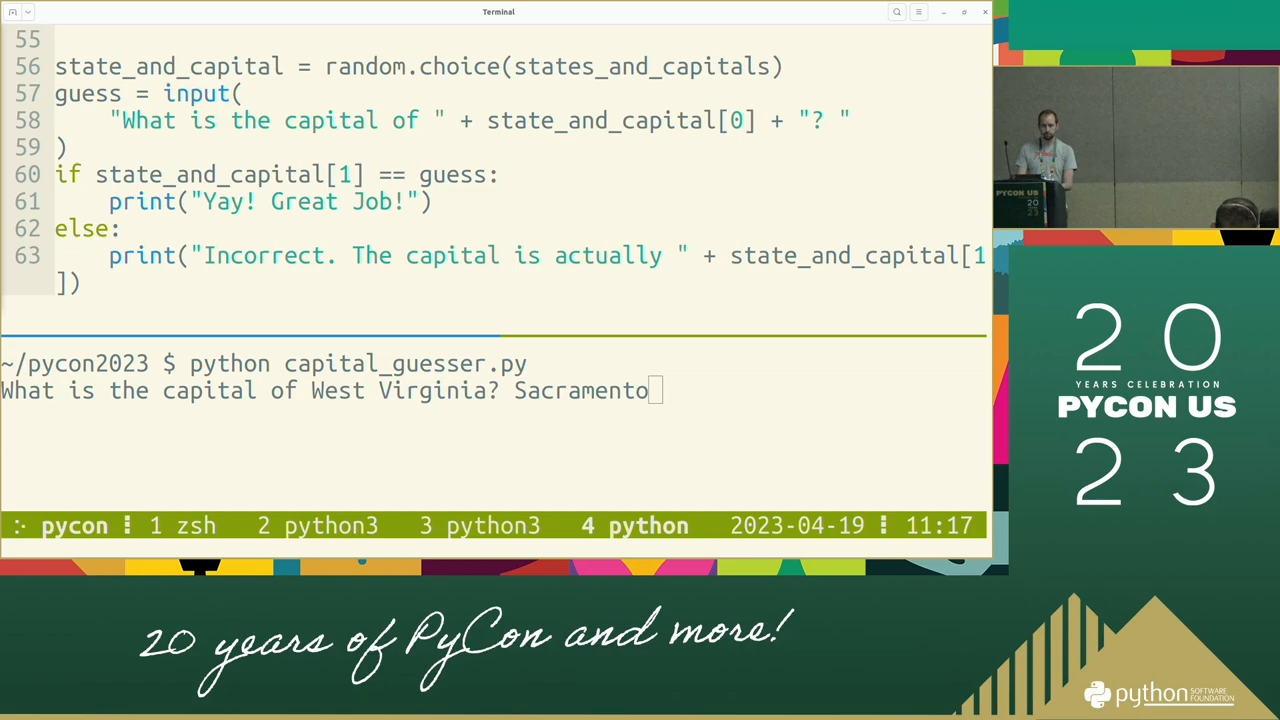 Terminal
55
56 state_and_capital = random.choice(states_and_capitals)
57 guess = input(
58     "What is the capital of " + state_and_capital[0] + "? "
59 )
60 if state_and_capital[1] == guess:
61     print("Yay! Great Job!")
62 else:
63     print("Incorrect. The capital is actually " + state_and_capital[1
])
~/pycon2023 $ python capital_guesser.py
What is the capital of West Virginia? Sacramento
pycon 1 zsh 2 python3 3 python3 4 python 2023-04-19 11:17
PYCON US
20
23
20
YEARS CELEBRATION
PYCON US
23
20 years of PyCon and more!
python SOFTWARE FOUNDATION